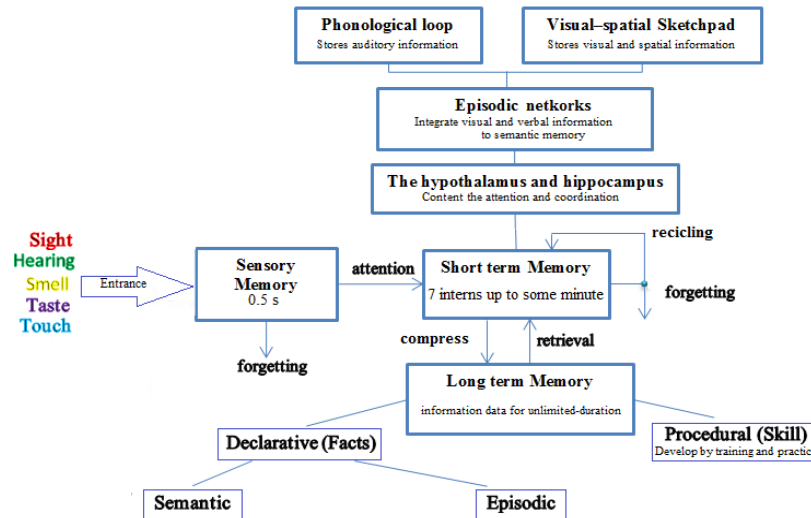 Phonological loop
Stores auditory information
Visual–spatial Sketchpad
Stores visual and spatial information
Episodic netkorks
Integrate visual and verbal information
to semantic memory
The hypothalamus and hippocampus
Content the attention and coordination
Sight
Hearing
Smell
Taste
Touch
Entrance
Sensory
Memory
0.5 s
forgetting
attention
Short term Memory
7 interns up to some minute
recicling
forgetting
compress
retrieval
Long term Memory
information data for unlimited-duration
Declarative (Facts)
Procedural (Skill)
Develop by training and practic
Semantic
Episodic